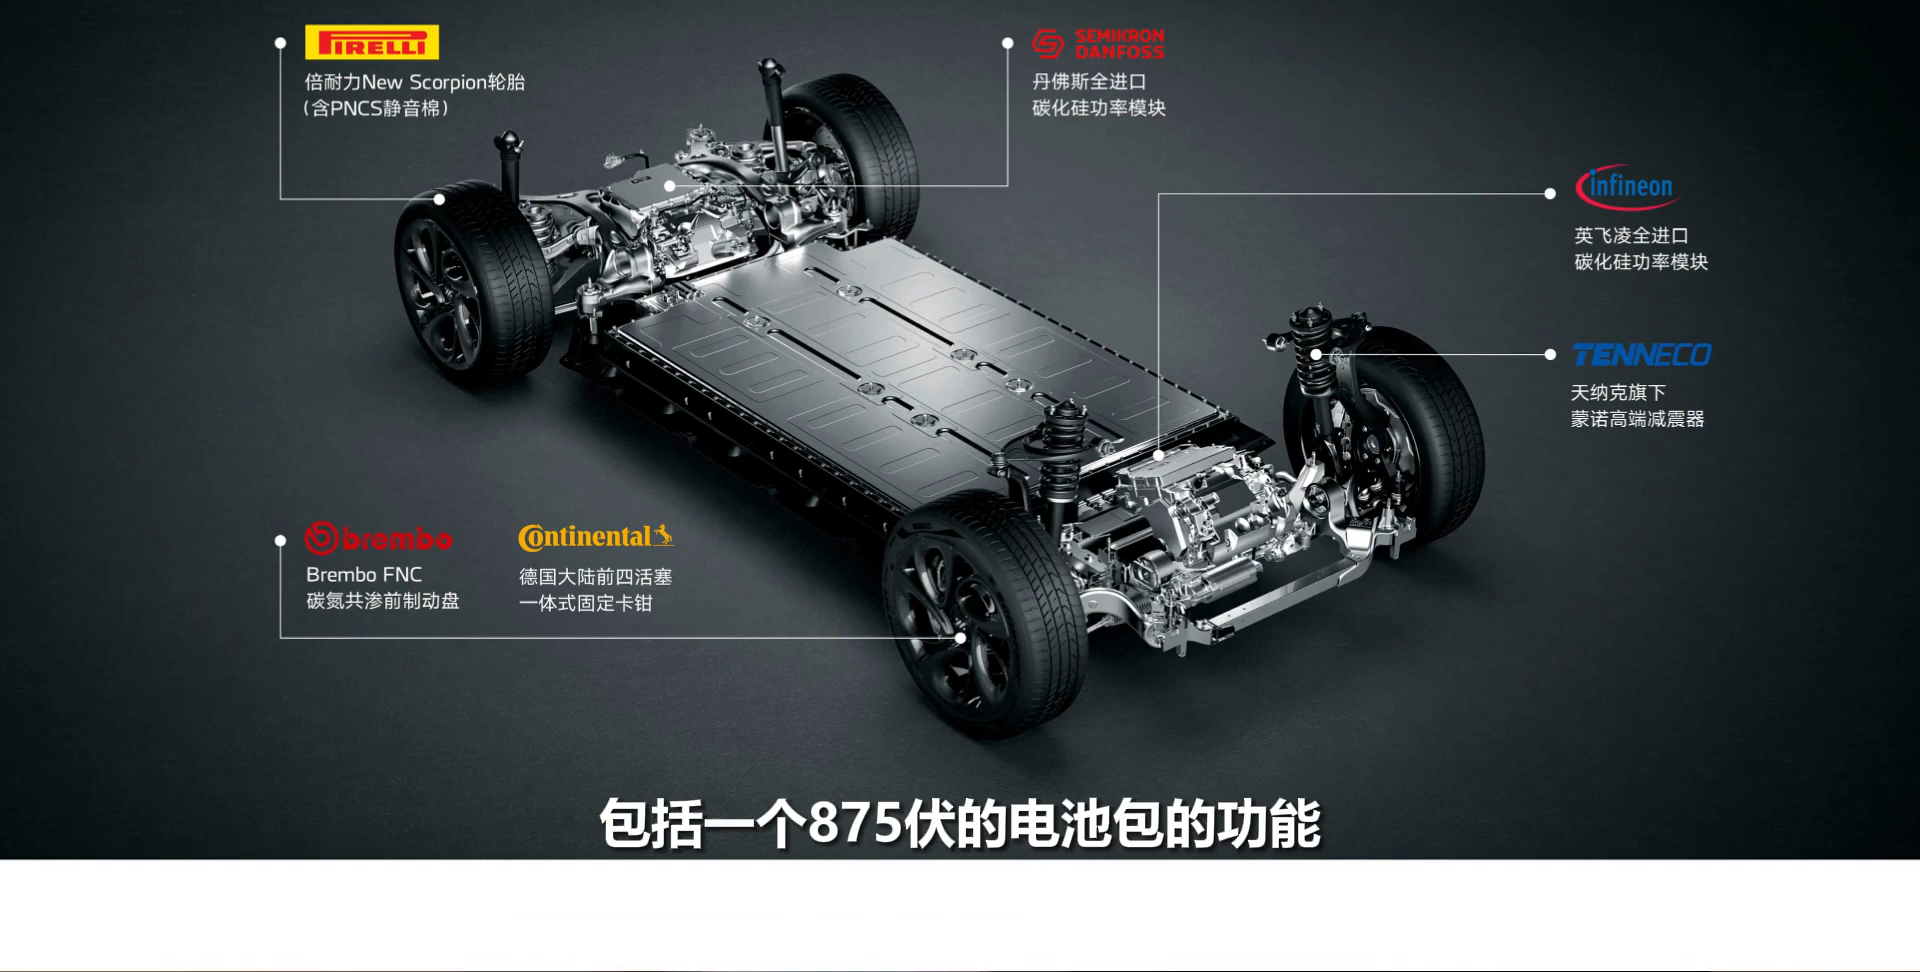 PIRELLI
倍耐力New Scorpion轮胎
(含PNCS静音棉)
SEMIKRON
DANFOSS
丹佛斯全进口
碳化硅功率模块
infineon
英飞凌全进口
碳化硅功率模块
TENNECO
天纳克旗下
蒙诺高端减震器
brembo
Brembo FNC
碳氮共渗前制动盘
Continental
德国大陆前四活塞
一体式固定卡钳
包括一个875伏的电池包的功能